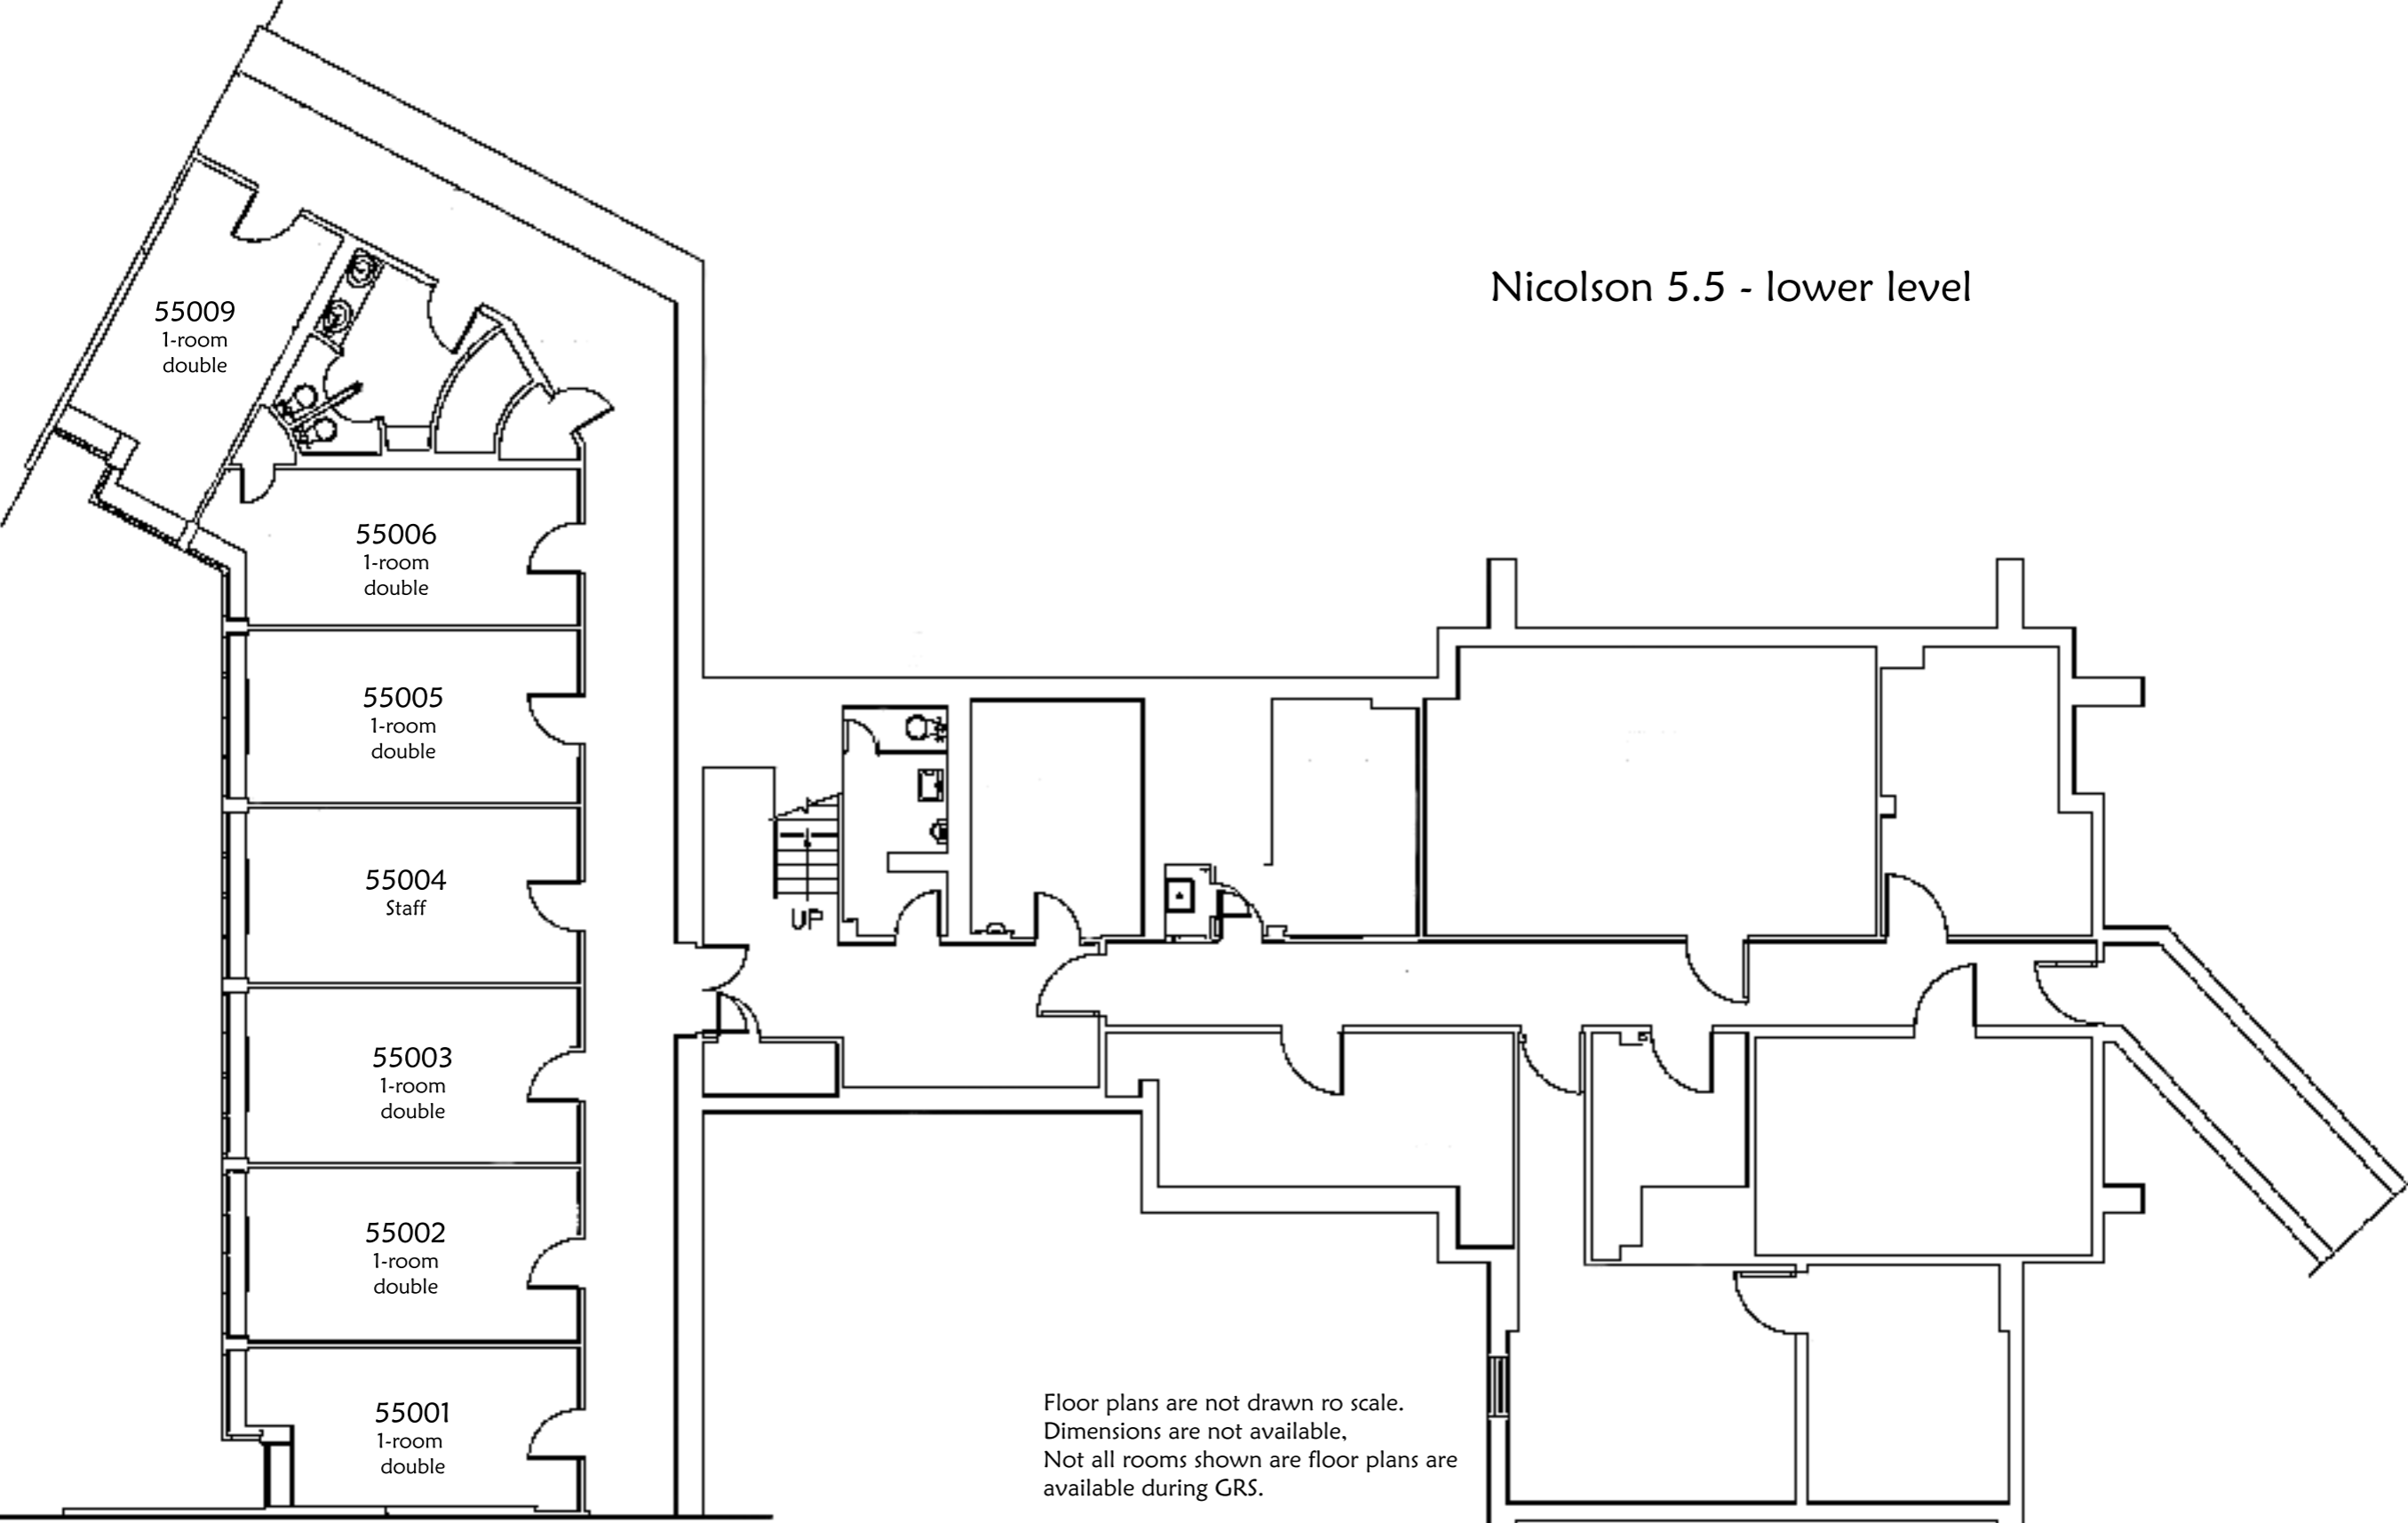 Nicolson 5.5 - lower level
55009
1-room
double
55006
1-room
double
55005
1-room
double
55004
Staff
UP
55003
1-room
double
55002
1-room
double
55001
1-room
double
Floor plans are not drawn ro scale.
Dimensions are not available,
Not all rooms shown are floor plans are
available during GRS.